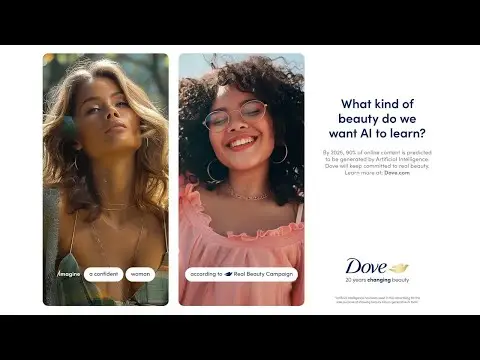 /imagine a confident woman
according to Real Beauty Campaign
What kind of
beauty do we
want AI to learn?
By 2025, 90% of online content is predicted
to be generated by Artificial Intelligence.
Dove will keep committed to real beauty.
Learn more at: Dove.com
Dove
20 years changing beauty